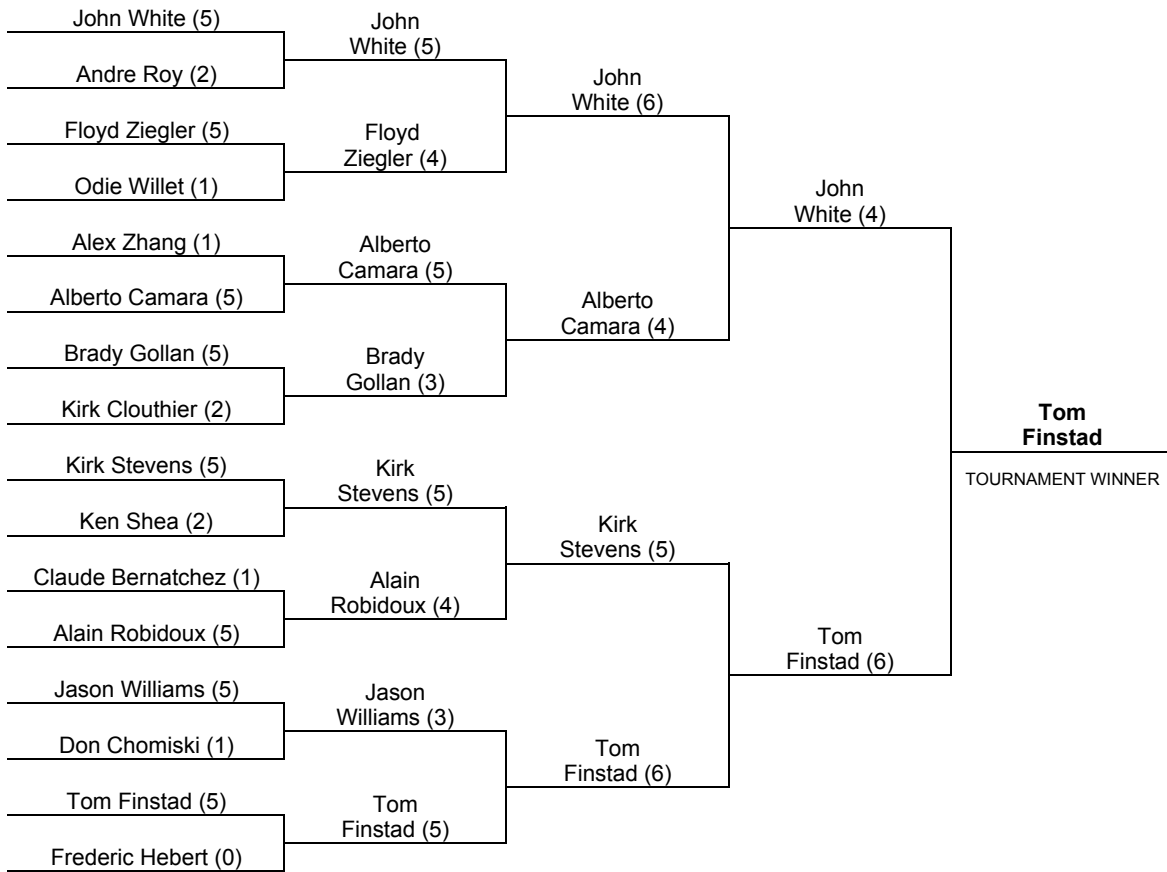 John White (5)
Andre Roy (2)
Floyd Ziegler (5)
Odie Willet (1)
Alex Zhang (1)
Alberto Camara (5)
Brady Gollan (5)
Kirk Clouthier (2)
Kirk Stevens (5)
Ken Shea (2)
Claude Bernatchez (1)
Alain Robidoux (5)
Jason Williams (5)
Don Chomiski (1)
Tom Finstad (5)
Frederic Hebert (0)
John
White (5)
Floyd
Ziegler (4)
Alberto
Camara (5)
Brady
Gollan (3)
Kirk
Stevens (5)
Alain
Robidoux (4)
Jason
Williams (3)
Tom
Finstad (5)
John
White (6)
Alberto
Camara (4)
Kirk
Stevens (5)
Tom
Finstad (6)
John
White (4)
Tom
Finstad (6)
Tom
Finstad
TOURNAMENT WINNER